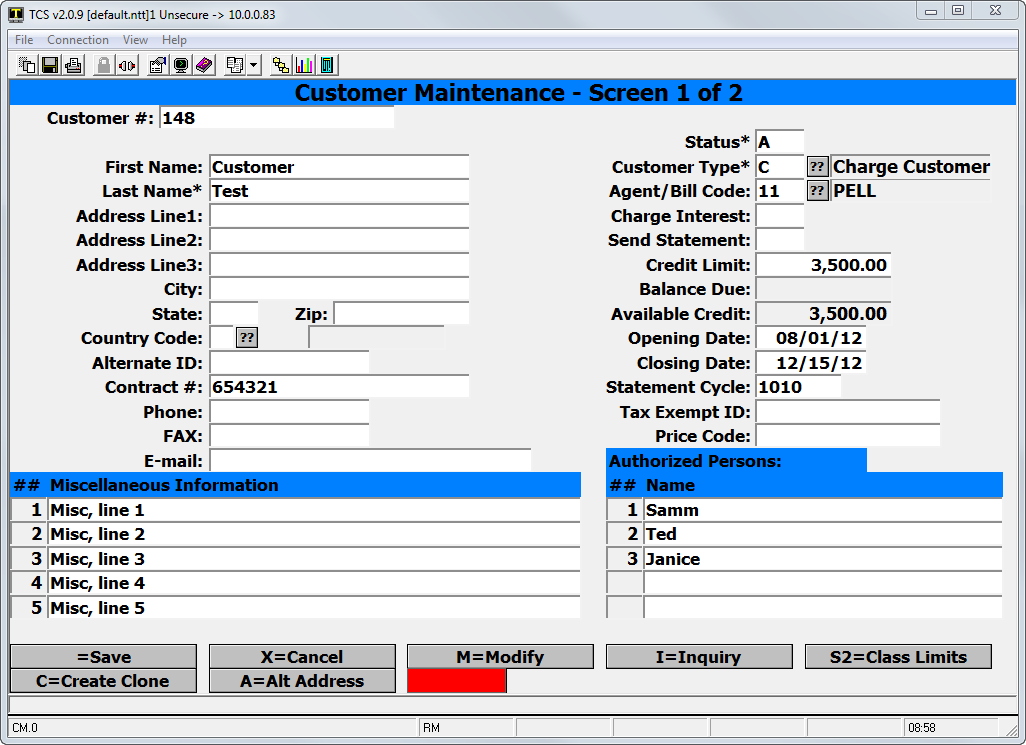 TCS v2.0.9 [default.ntt]1 Unsecure -> 10.0.0.83
File Connection View Help
Customer Maintenance - Screen 1 of 2
Customer #: 148
Status* A
First Name: Customer
Customer Type* C ?? Charge Customer
Last Name* Test
Agent/Bill Code: 11 ?? PELL
Address Line1:
Charge Interest:
Address Line2:
Send Statement:
Address Line3:
Credit Limit: 3,500.00
City:
Balance Due:
State: Zip:
Available Credit: 3,500.00
Country Code: ??
Opening Date: 08/01/12
Alternate ID:
Closing Date: 12/15/12
Contract #: 654321
Statement Cycle: 1010
Phone:
Tax Exempt ID:
FAX:
Price Code:
E-mail:
Authorized Persons:
## Miscellaneous Information
## Name
1 Misc, line 1
1 Samm
2 Misc, line 2
2 Ted
3 Misc, line 3
3 Janice
4 Misc, line 4
5 Misc, line 5
=Save X=Cancel M=Modify I=Inquiry S2=Class Limits
C=Create Clone A=Alt Address
CM.0 RM 08:58